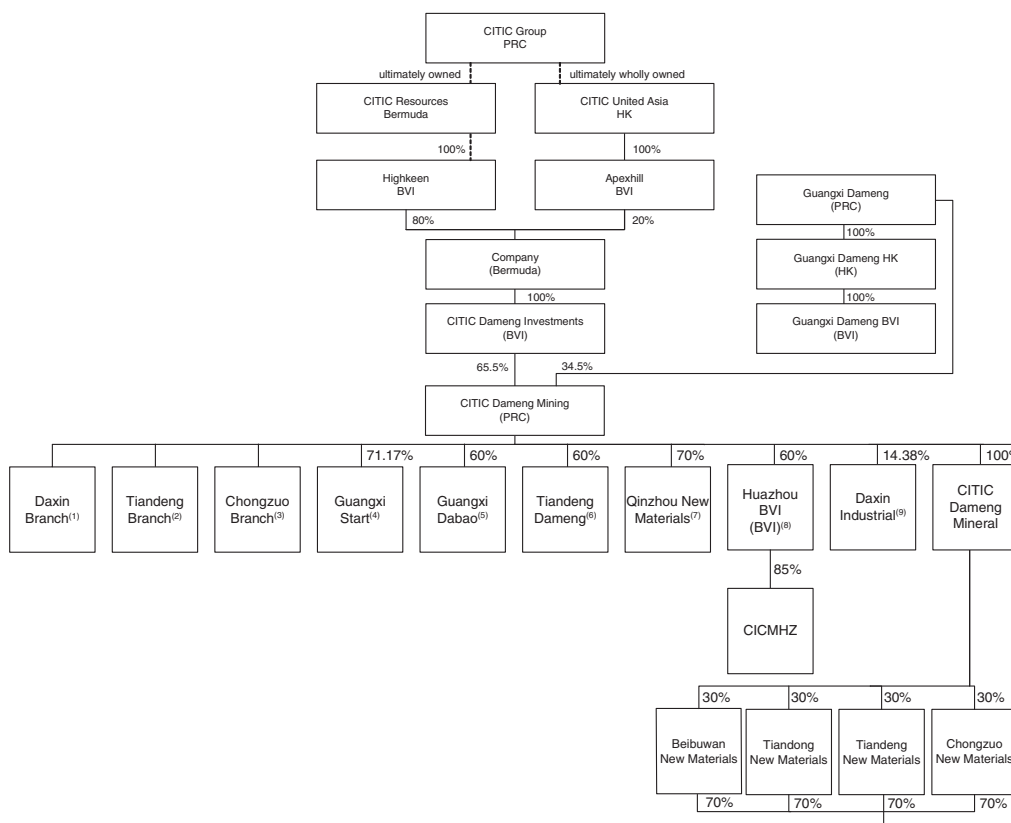 CITIC Group
PRC
ultimately owned
ultimately wholly owned
CITIC Resources
Bermuda
CITIC United Asia
HK
100%
100%
Highkeen
BVI
Apexhill
BVI
Guangxi Dameng
(PRC)
80%
20%
100%
Company
(Bermuda)
Guangxi Dameng HK
(HK)
100%
100%
CITIC Dameng Investments
(BVI)
Guangxi Dameng BVI
(BVI)
65.5%
34.5%
CITIC Dameng Mining
(PRC)
71.17%
60%
60%
70%
60%
14.38%
100%
Daxin
Branch(1)
Tiandeng
Branch(2)
Chongzuo
Branch(3)
Guangxi
Start(4)
Guangxi
Dabao(5)
Tiandeng
Dameng(6)
Qinzhou New
Materials(7)
Huazhou
BVI
(BVI)(8)
Daxin
Industrial(9)
CITIC
Dameng
Mineral
85%
CICMHZ
30%
30%
30%
30%
Beibuwan
New Materials
Tiandong
New Materials
Tiandeng
New Materials
Chongzuo
New Materials
70%
70%
70%
70%